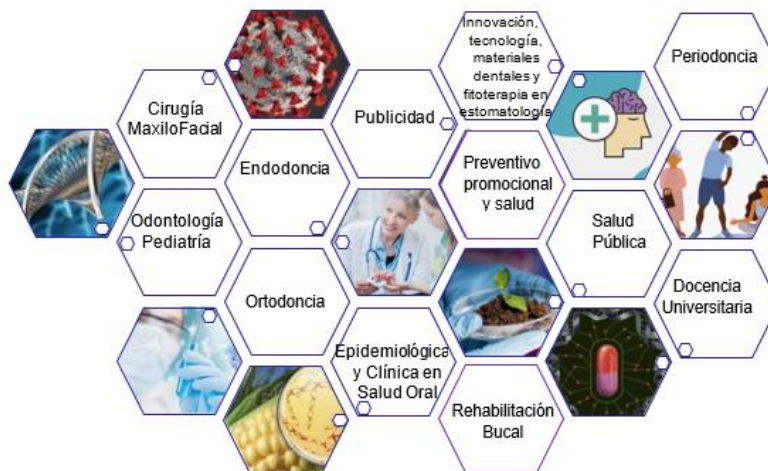 Innovación,
tecnología,
materiales
dentales y
fitoterapia en
estomatología
Periodoncia
Cirugía
MaxiloFacial
Publicidad
Endodoncia
Preventivo
promocional
y salud
Odontología
Pediatría
Salud
Pública
Ortodoncia
Docencia
Universitaria
Epidemiológica
y Clínica en
Salud Oral
Rehabilitación
Bucal